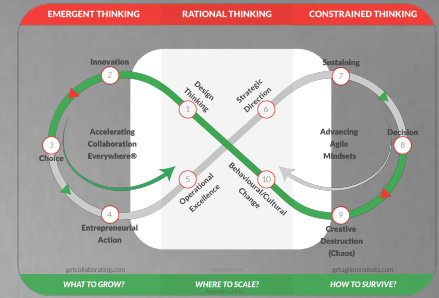 EMERGENT THINKING
RATIONAL THINKING
CONSTRAINED THINKING
Innovation
2
Design
Thinking
1
Strategic
Direction
6
Sustaining
7
3
Choice
Accelerating
Collaboration
Everywhere®
Advancing
Agile
Mindsets
Decision
8
5
Operational
Excellence
10
Behavioural/Cultural
Change
4
Entrepreneurial
Action
9
Creative
Destruction
(Chaos)
getcollaborating.com
getagilemindsets.com
WHAT TO GROW?
WHERE TO SCALE?
HOW TO SURVIVE?